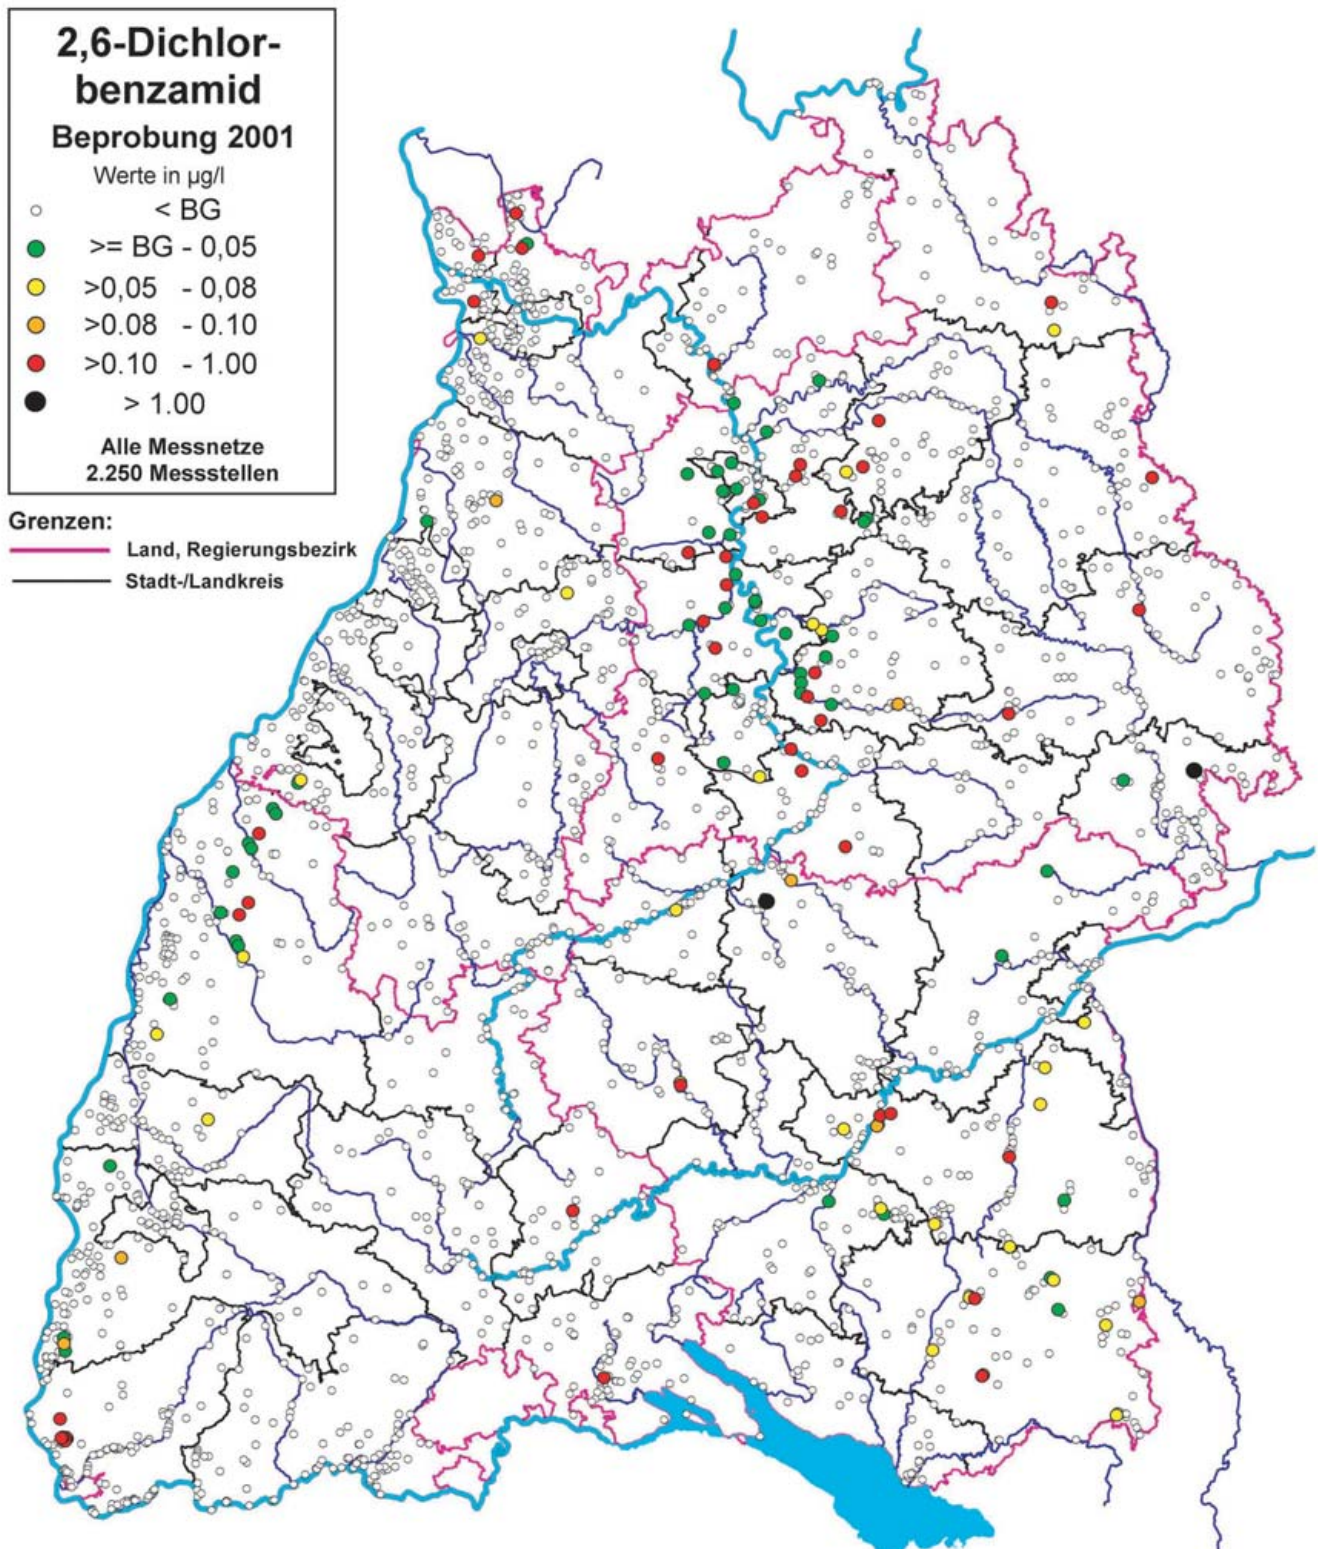 2,6-Dichlor-
benzamid
Beprobung 2001
Werte in µg/l
< BG
>= BG - 0,05
>0,05 - 0,08
>0.08 - 0.10
>0.10 - 1.00
> 1.00
Alle Messnetze
2.250 Messstellen
Grenzen:
Land, Regierungsbezirk
Stadt-/Landkreis